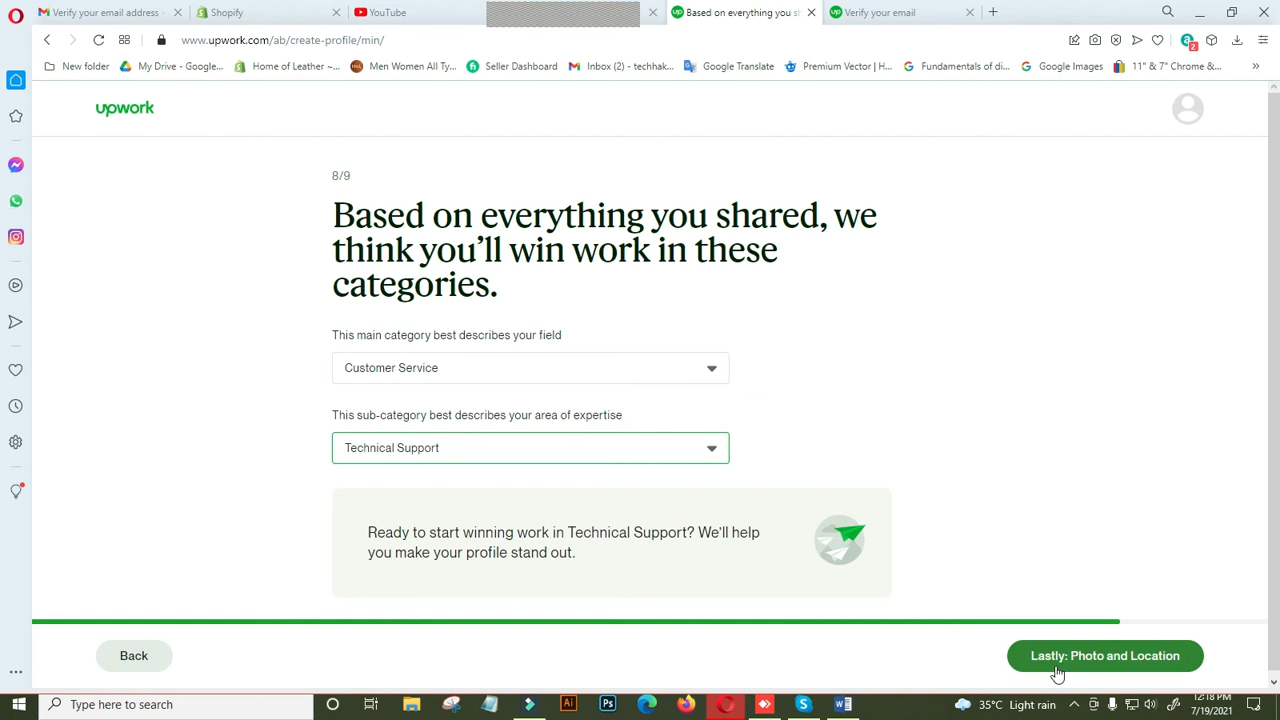 Verify your email address -
Shopify
YouTube
Based on everything you s
Verify your email
www.upwork.com/ab/create-profile/min/
New folder
My Drive - Google...
Home of Leather ~...
Men Women All Ty...
Seller Dashboard
Inbox (2) - techhak...
Google Translate
Premium Vector | H...
Fundamentals of di...
Google Images
11" & 7" Chrome &...
upwork
8/9
Based on everything you shared, we
think you'll win work in these
categories.
This main category best describes your field
Customer Service
This sub-category best describes your area of expertise
Technical Support
Ready to start winning work in Technical Support? We'll help
you make your profile stand out.
Back
Lastly: Photo and Location
Type here to search
Ai
Ps
35°C Light rain
12:18 PM
7/19/2021